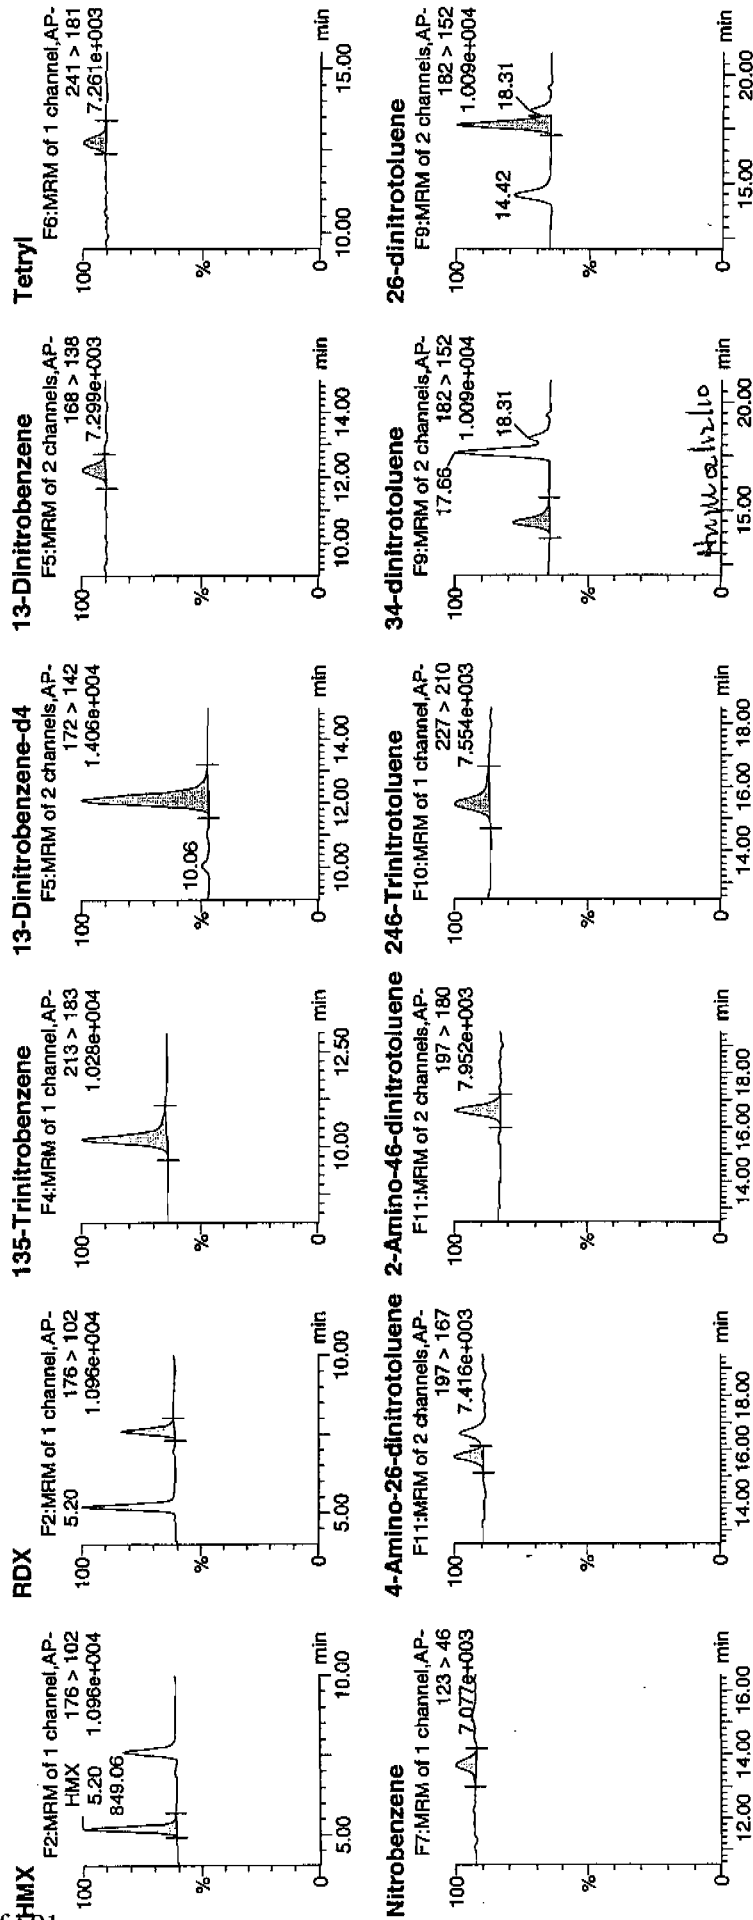 HMX
F2:MRM of 1 channel,AP-
176 > 102
1.096e+004
HMX
5.20
849.06
100
%
0
5.00
10.00
min
RDX
F2:MRM of 1 channel,AP-
176 > 102
1.096e+004
5.20
100
%
0
5.00
10.00
min
135-Trinitrobenzene
F4:MRM of 1 channel,AP-
213 > 183
1.028e+004
100
%
0
10.00
12.50
min
13-Dinitrobenzene-d4
F5:MRM of 2 channels,AP-
172 > 142
1.406e+004
10.06
100
%
0
10.00
12.00
14.00
min
13-Dinitrobenzene
F5:MRM of 2 channels,AP-
168 > 138
7.299e+003
100
%
0
10.00
12.00
14.00
min
Tetryl
F6:MRM of 1 channel,AP-
241 > 181
7.261e+003
100
%
0
10.00
15.00
min
Nitrobenzene
F7:MRM of 1 channel,AP-
123 > 46
7.077e+003
100
%
0
12.00
14.00
16.00
min
4-Amino-26-dinitrotoluene
F11:MRM of 2 channels,AP-
197 > 167
7.416e+003
100
%
0
14.00
16.00
18.00
min
2-Amino-46-dinitrotoluene
F11:MRM of 2 channels,AP-
197 > 180
7.952e+003
100
%
0
14.00
16.00
18.00
min
246-Trinitrotoluene
F10:MRM of 1 channel,AP-
227 > 210
7.554e+003
100
%
0
14.00
16.00
18.00
min
34-dinitrotoluene
F9:MRM of 2 channels,AP-
182 > 152
1.009e+004
17.66
18.31
100
%
0
15.00
20.00
min
26-dinitrotoluene
F9:MRM of 2 channels,AP-
182 > 152
1.009e+004
14.42
18.31
100
%
0
15.00
20.00
min